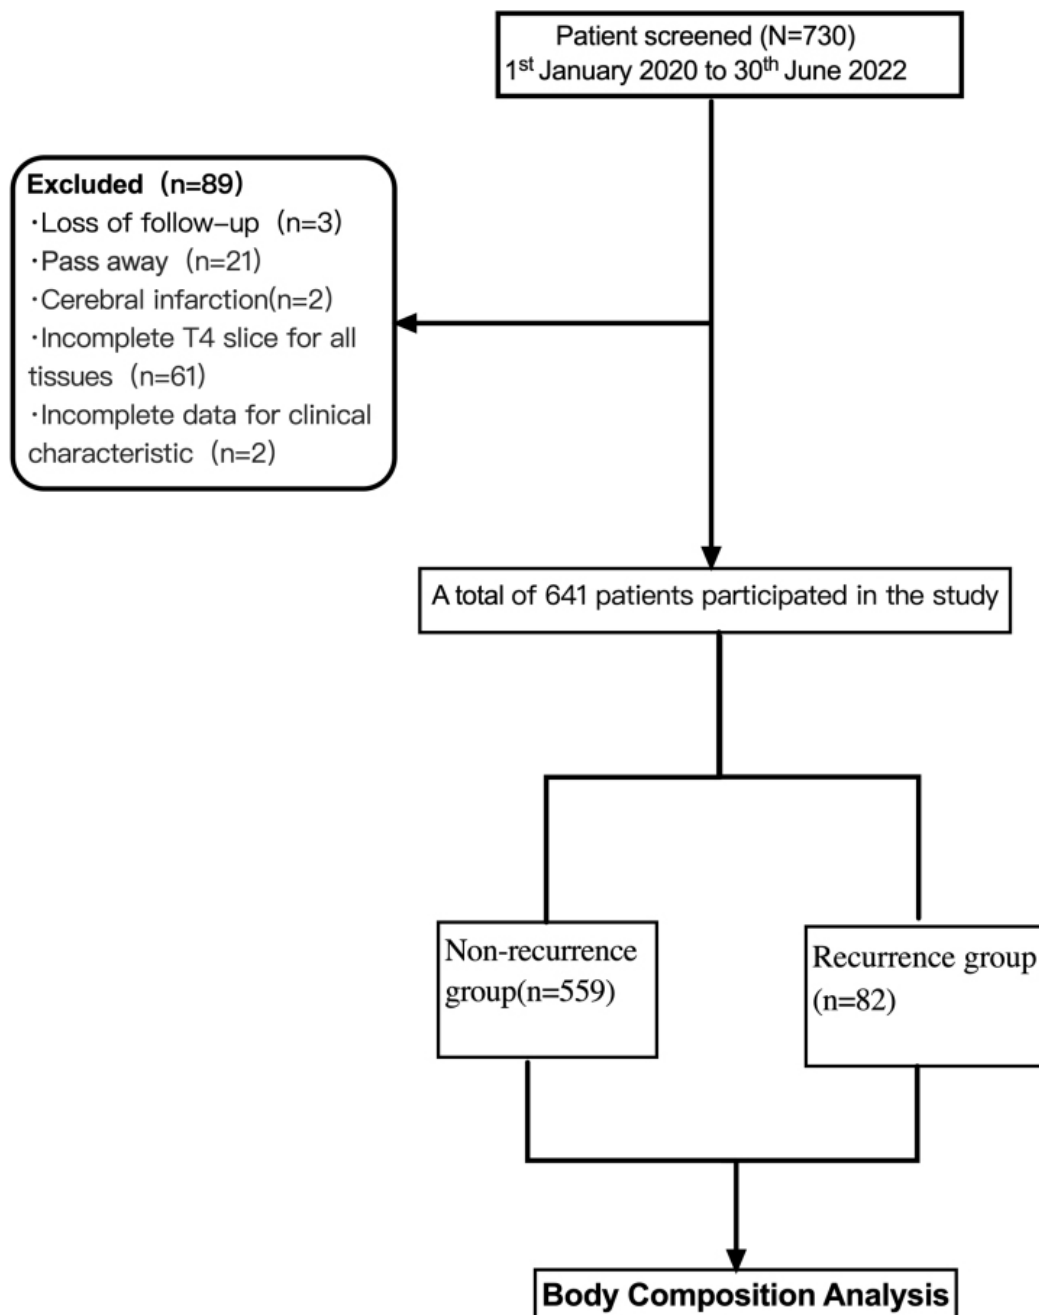 Patient screened (N=730)
1st January 2020 to 30th June 2022
Excluded (n=89)
·Loss of follow-up (n=3)
·Pass away (n=21)
·Cerebral infarction(n=2)
·Incomplete T4 slice for all
tissues (n=61)
·Incomplete data for clinical
characteristic (n=2)
A total of 641 patients participated in the study
Non-recurrence
group(n=559)
Recurrence group
(n=82)
Body Composition Analysis